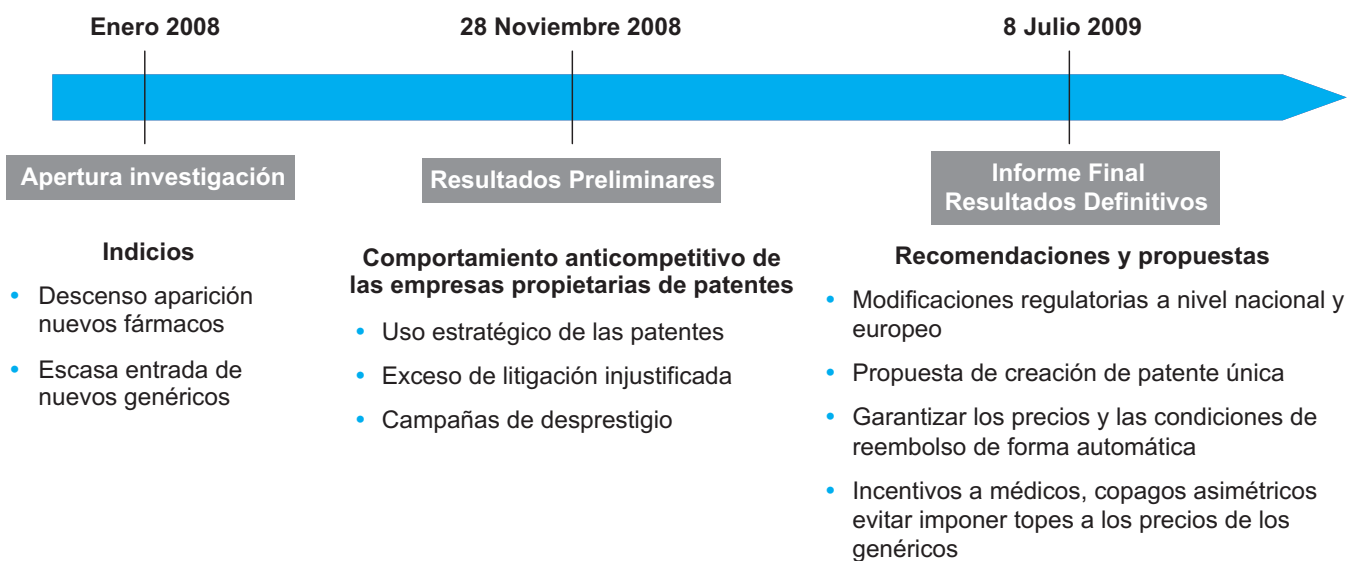 Enero 2008
28 Noviembre 2008
8 Julio 2009
Apertura investigación
Resultados Preliminares
Informe Final
Resultados Definitivos
Indicios
• Descenso aparición
nuevos fármacos
• Escasa entrada de
nuevos genéricos
Comportamiento anticompetitivo de
las empresas propietarias de patentes
• Uso estratégico de las patentes
• Exceso de litigación injustificada
• Campañas de desprestigio
Recomendaciones y propuestas
• Modificaciones regulatorias a nivel nacional y
europeo
• Propuesta de creación de patente única
• Garantizar los precios y las condiciones de
reembolso de forma automática
• Incentivos a médicos, copagos asimétricos
evitar imponer topes a los precios de los
genéricos